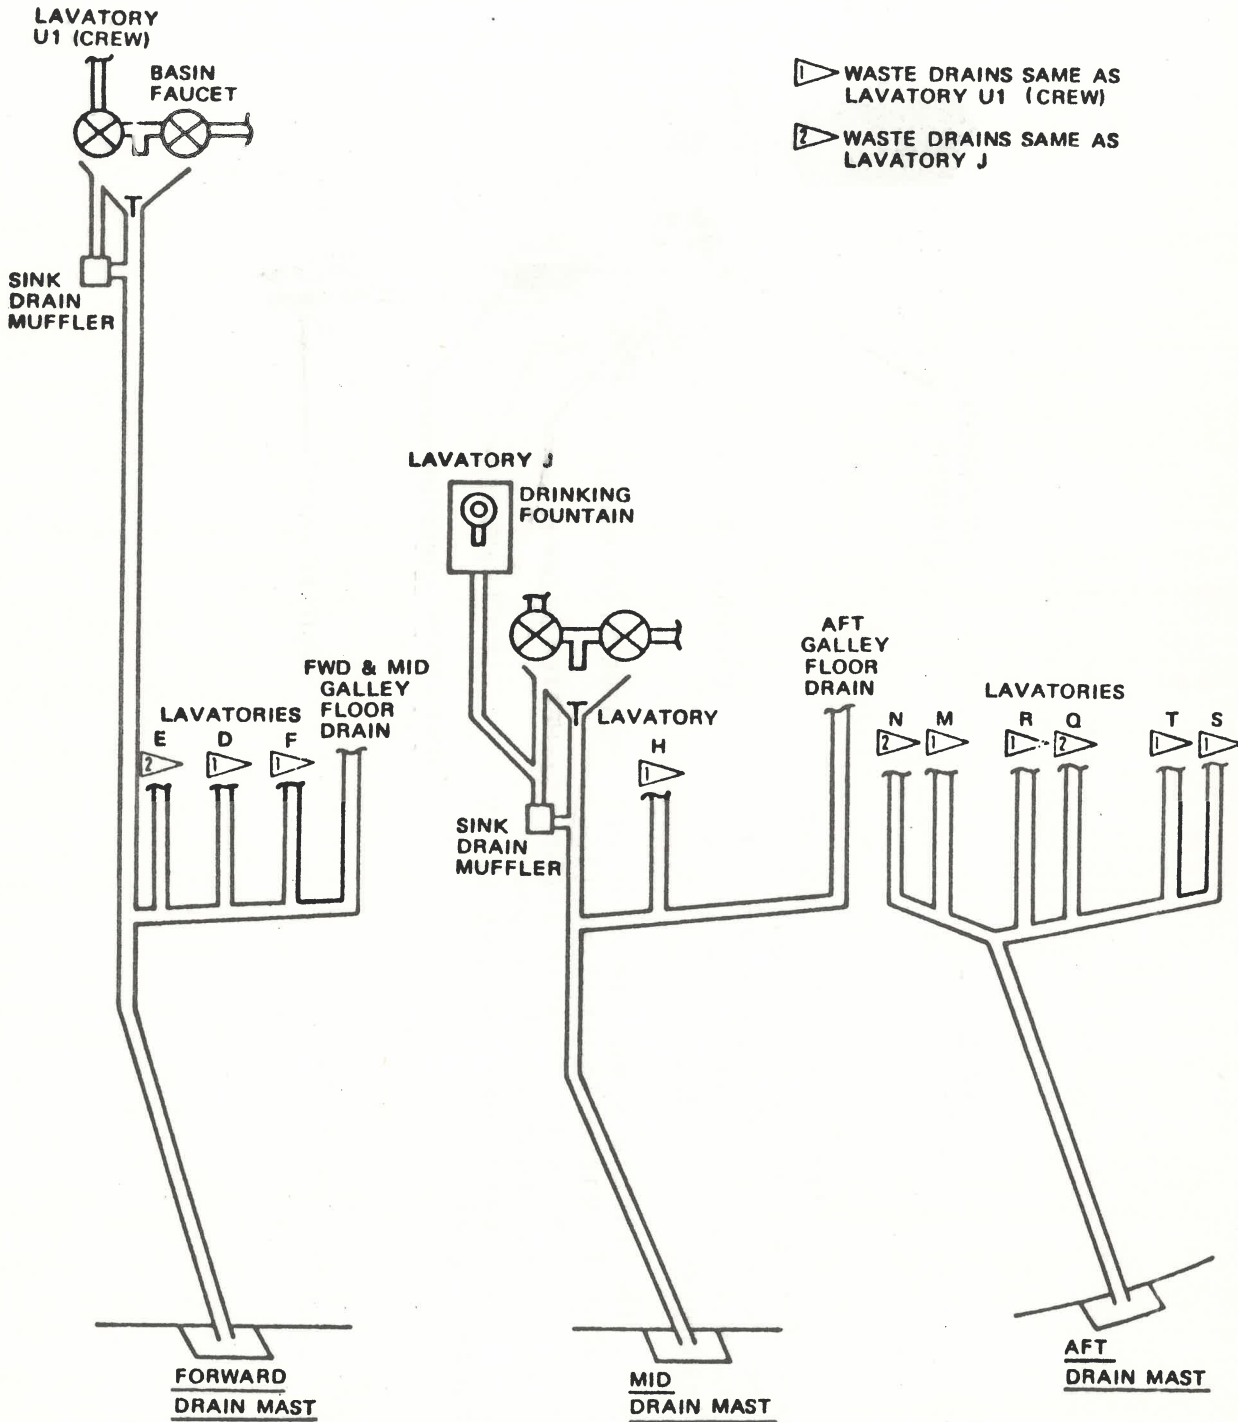 LAVATORY
U1 (CREW)
BASIN
FAUCET
1 WASTE DRAINS SAME AS
LAVATORY U1 (CREW)
2 WASTE DRAINS SAME AS
LAVATORY J
T
SINK
DRAIN
MUFFLER
LAVATORY J
DRINKING
FOUNTAIN
FWD & MID
GALLEY
FLOOR
DRAIN
LAVATORIES
E D F
2 1 1
T
LAVATORY
H
1
SINK
DRAIN
MUFFLER
AFT
GALLEY
FLOOR
DRAIN
LAVATORIES
N M R Q T S
2 1 1 2 1 1
FORWARD
DRAIN MAST
MID
DRAIN MAST
AFT
DRAIN MAST